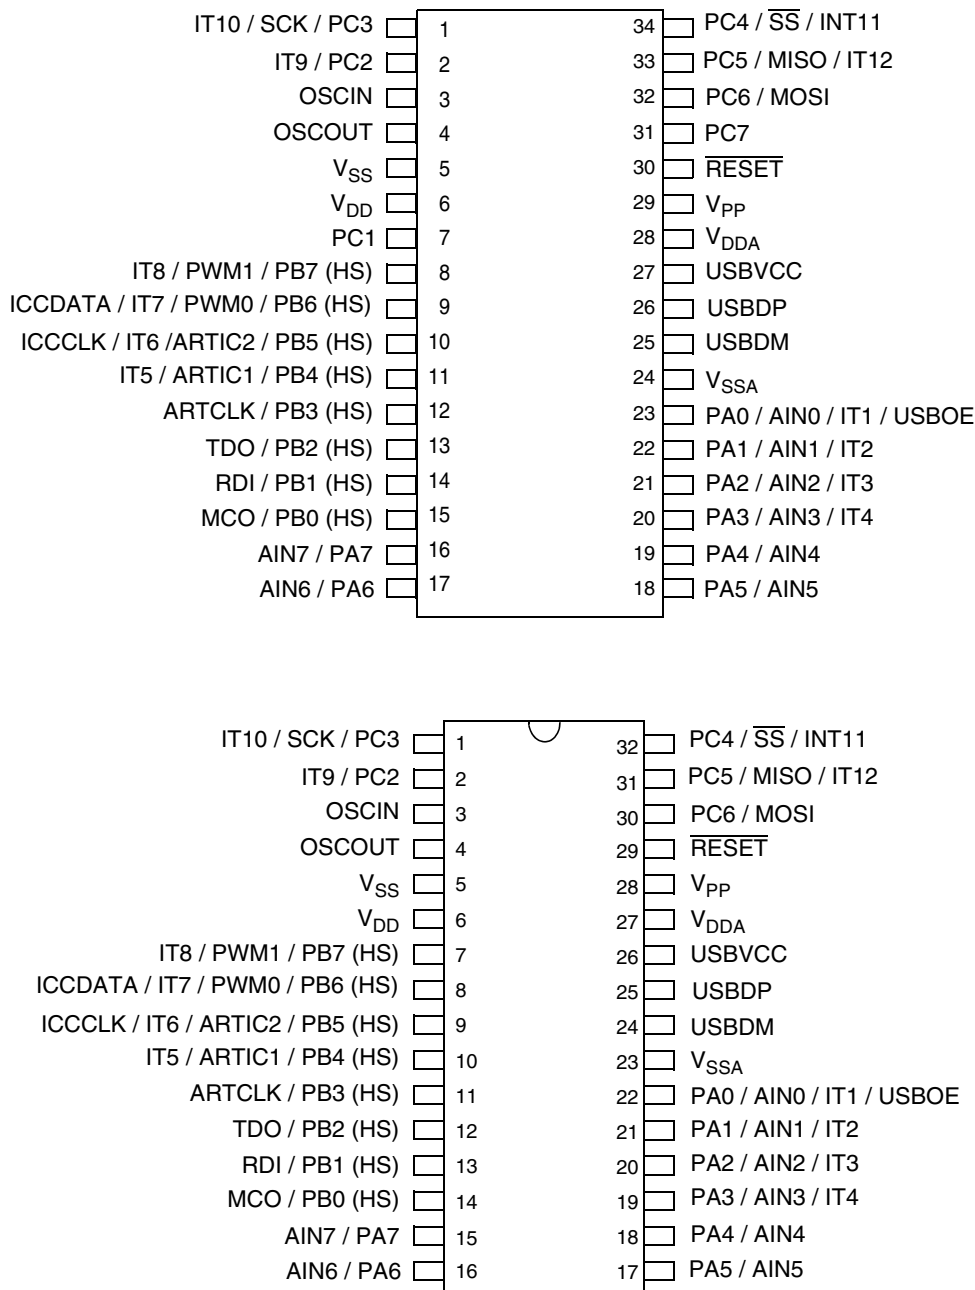 IT10 / SCK / PC3 1 34 PC4 / SS / INT11
IT9 / PC2 2 33 PC5 / MISO / IT12
OSCIN 3 32 PC6 / MOSI
OSCOUT 4 31 PC7
VSS 5 30 RESET
VDD 6 29 VPP
PC1 7 28 VDDA
IT8 / PWM1 / PB7 (HS) 8 27 USBVCC
ICCDATA / IT7 / PWM0 / PB6 (HS) 9 26 USBDP
ICCCLK / IT6 /ARTIC2 / PB5 (HS) 10 25 USBDM
IT5 / ARTIC1 / PB4 (HS) 11 24 VSSA
ARTCLK / PB3 (HS) 12 23 PA0 / AIN0 / IT1 / USBOE
TDO / PB2 (HS) 13 22 PA1 / AIN1 / IT2
RDI / PB1 (HS) 14 21 PA2 / AIN2 / IT3
MCO / PB0 (HS) 15 20 PA3 / AIN3 / IT4
AIN7 / PA7 16 19 PA4 / AIN4
AIN6 / PA6 17 18 PA5 / AIN5
IT10 / SCK / PC3 1 32 PC4 / SS / INT11
IT9 / PC2 2 31 PC5 / MISO / IT12
OSCIN 3 30 PC6 / MOSI
OSCOUT 4 29 RESET
VSS 5 28 VPP
VDD 6 27 VDDA
IT8 / PWM1 / PB7 (HS) 7 26 USBVCC
ICCDATA / IT7 / PWM0 / PB6 (HS) 8 25 USBDP
ICCCLK / IT6 / ARTIC2 / PB5 (HS) 9 24 USBDM
IT5 / ARTIC1 / PB4 (HS) 10 23 VSSA
ARTCLK / PB3 (HS) 11 22 PA0 / AIN0 / IT1 / USBOE
TDO / PB2 (HS) 12 21 PA1 / AIN1 / IT2
RDI / PB1 (HS) 13 20 PA2 / AIN2 / IT3
MCO / PB0 (HS) 14 19 PA3 / AIN3 / IT4
AIN7 / PA7 15 18 PA4 / AIN4
AIN6 / PA6 16 17 PA5 / AIN5